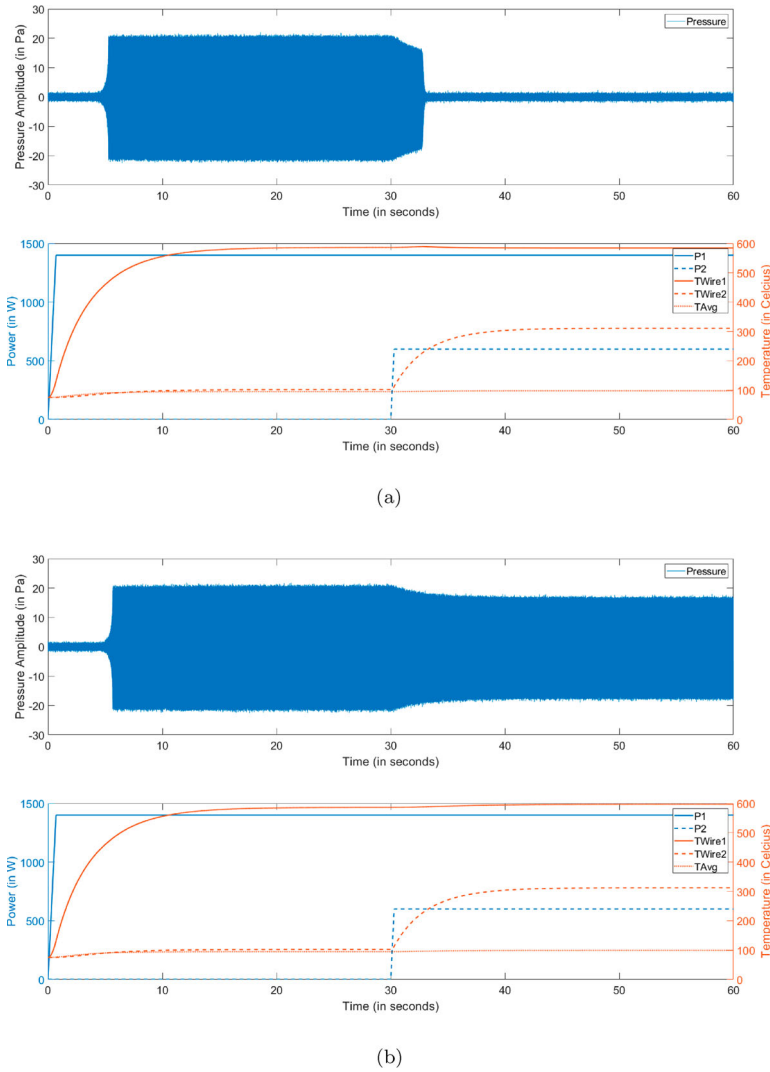 Pressure Amplitude (in Pa)
30
20
10
0
-10
-20
-30
Pressure
0 10 20 30 40 50 60
Time (in seconds)
Power (in W)
1500
1000
500
0
P1
P2
TWire1
TWire2
TAvg
600
500
400
300
200
100
0
Temperature (in Celcius)
0 10 20 30 40 50 60
Time (in seconds)
(a)
Pressure Amplitude (in Pa)
30
20
10
0
-10
-20
-30
Pressure
0 10 20 30 40 50 60
Time (in seconds)
Power (in W)
1500
1000
500
0
P1
P2
TWire1
TWire2
TAvg
600
500
400
300
200
100
0
Temperature (in Celcius)
0 10 20 30 40 50 60
Time (in seconds)
(b)